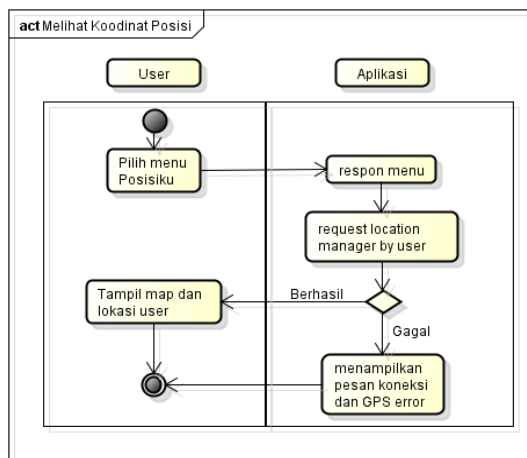 act Melihat Koodinat Posisi
User
Aplikasi
Pilih menu
Posisiku
respon menu
request location
manager by user
Berhasil
Tampil map dan
lokasi user
Gagal
menampilkan
pesan koneksi
dan GPS error